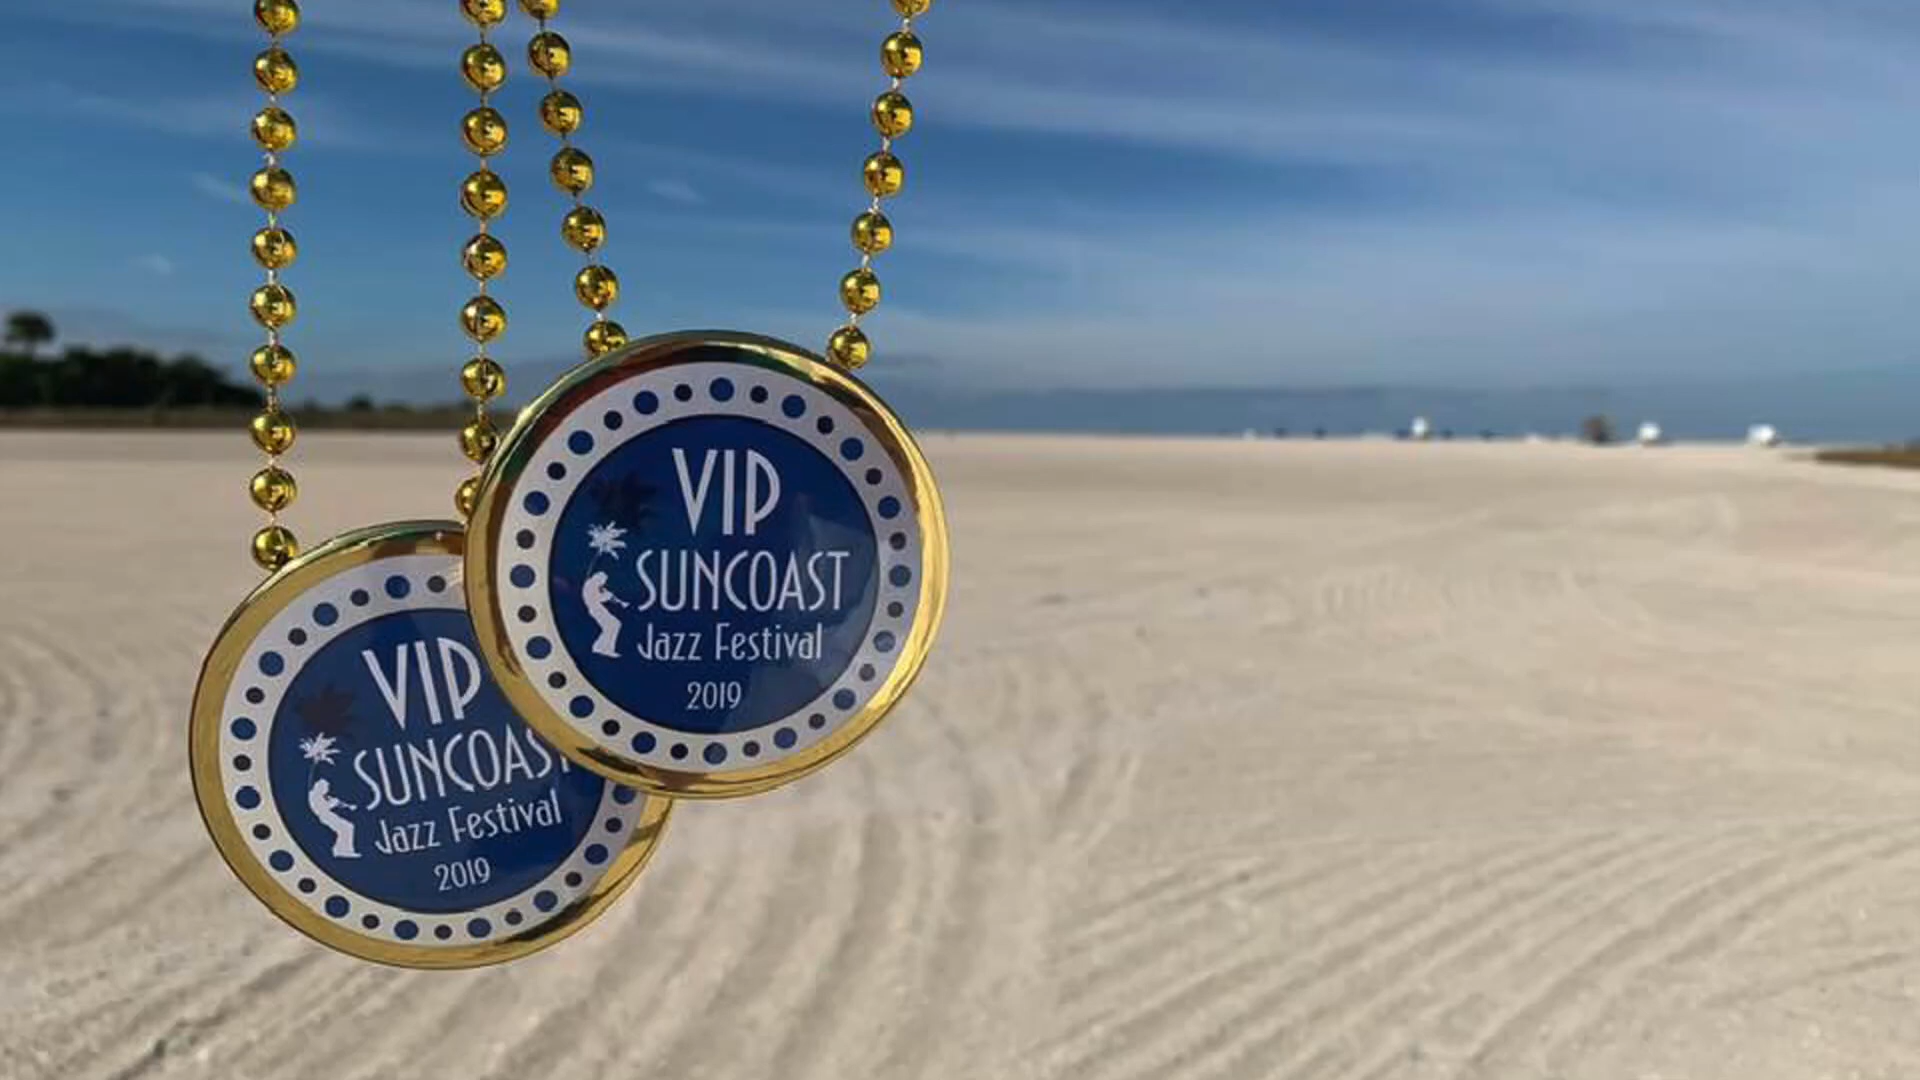 VIP
SUNCOAST
Jazz Festival
2019
VIP
SUNCOAST
Jazz Festival
2019